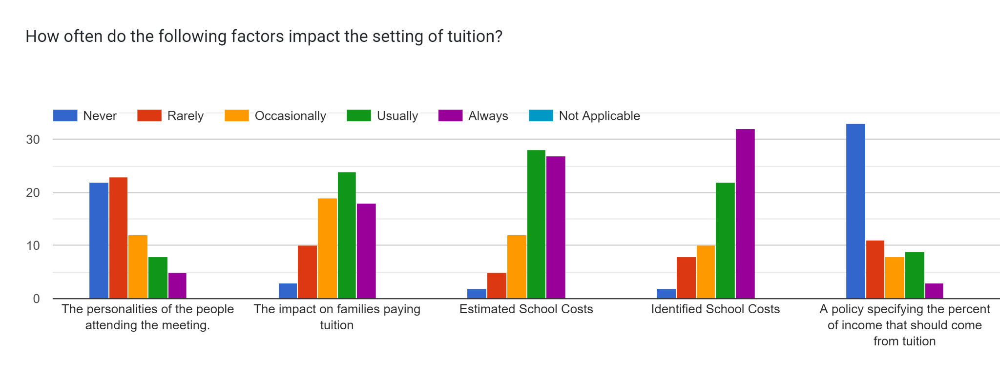 How often do the following factors impact the setting of tuition?
Never Rarely Occasionally Usually Always Not Applicable
30
20
10
0
The personalities of the people
attending the meeting.
The impact on families paying
tuition
Estimated School Costs
Identified School Costs
A policy specifying the percent
of income that should come
from tuition